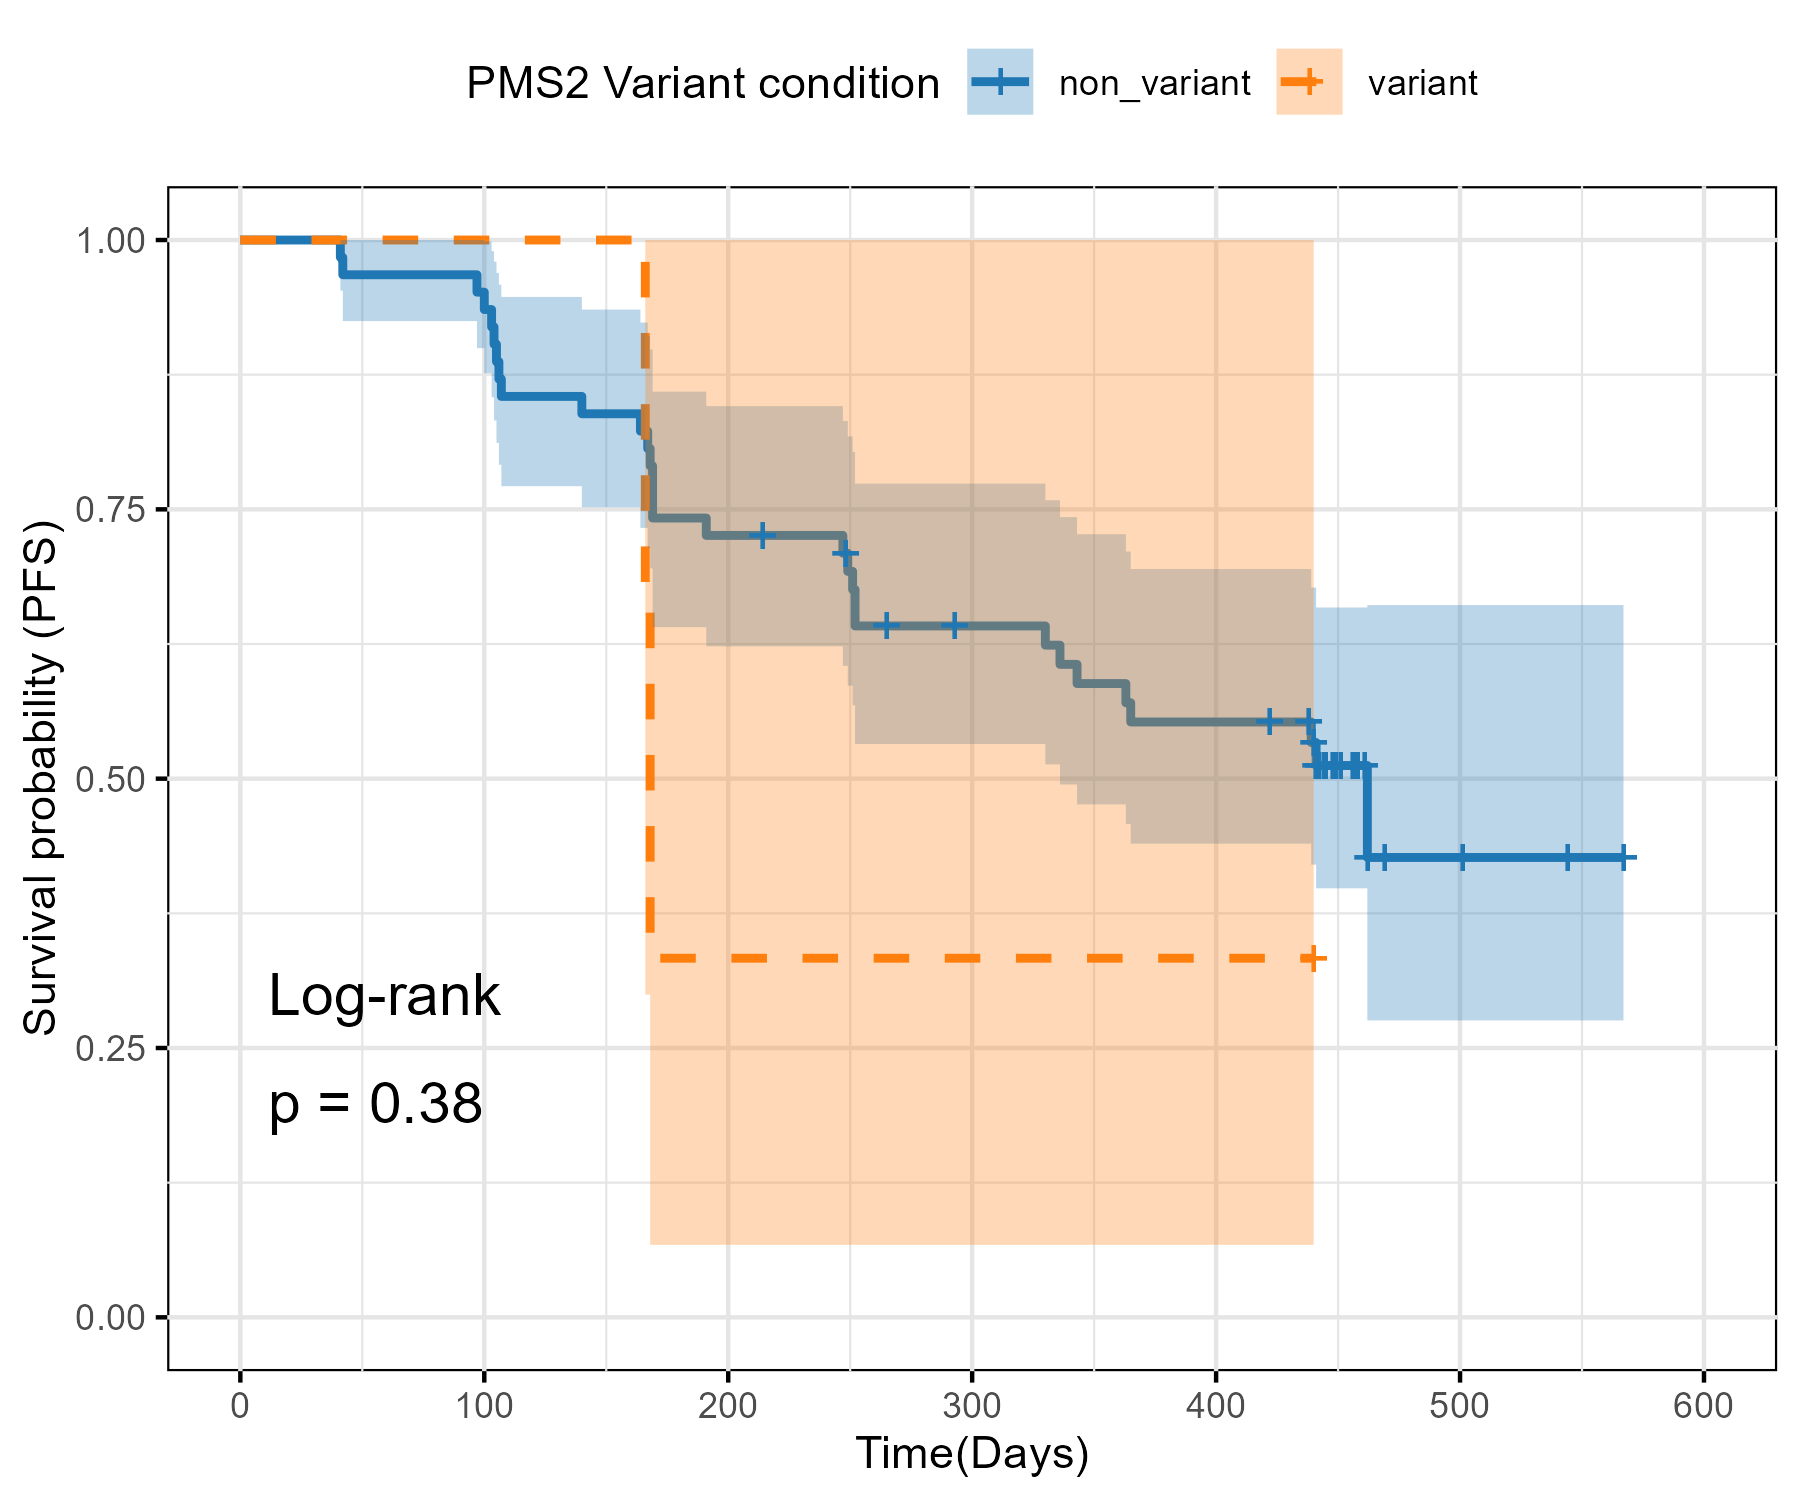 PMS2 Variant condition non_variant variant
Survival probability (PFS)
1.00
0.75
0.50
0.25
0.00
Log-rank
p = 0.38
0 100 200 300 400 500 600
Time(Days)